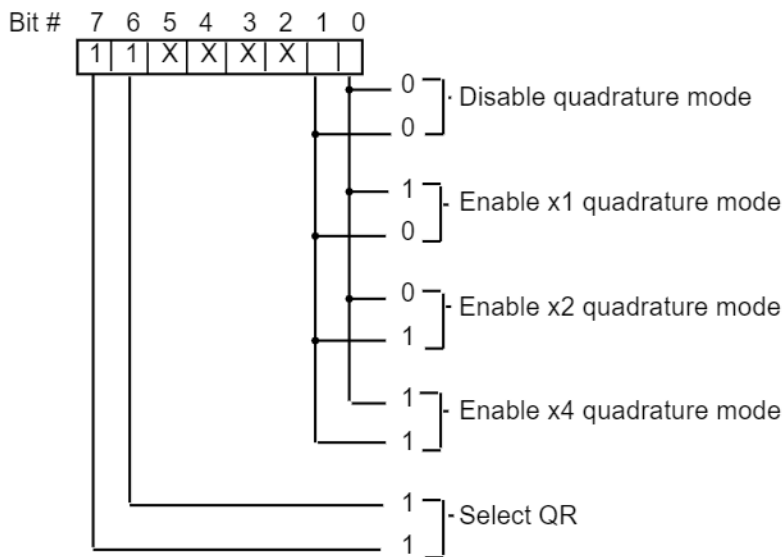 Bit # 7 6 5 4 3 2 1 0
1 1 X X X X
0
Disable quadrature mode
0
1
Enable x1 quadrature mode
0
0
Enable x2 quadrature mode
1
1
Enable x4 quadrature mode
1
1
Select QR
1